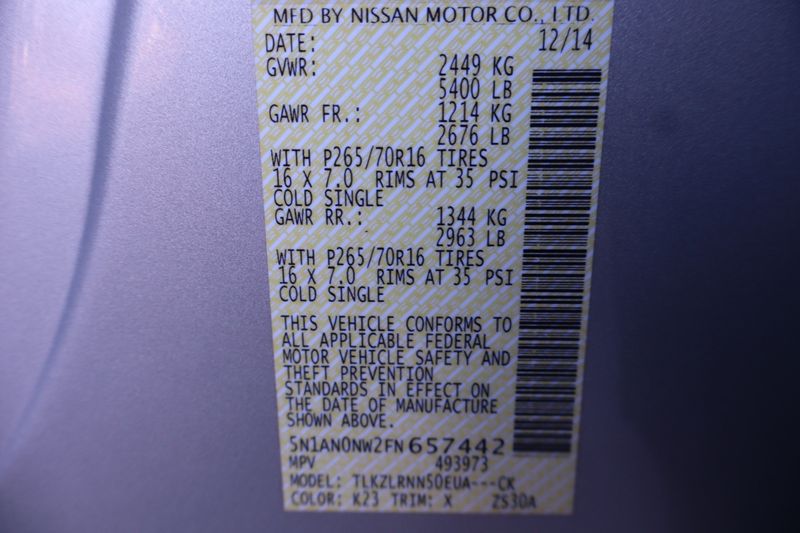 MFD BY NISSAN MOTOR CO., LTD.
DATE: 12/14
GVWR: 2449 KG
5400 LB
GAWR FR.: 1214 KG
2676 LB
WITH P265/70R16 TIRES
16 X 7.0 RIMS AT 35 PSI
COLD SINGLE
GAWR RR.: 1344 KG
2963 LB
WITH P265/70R16 TIRES
16 X 7.0 RIMS AT 35 PSI
COLD SINGLE
THIS VEHICLE CONFORMS TO
ALL APPLICABLE FEDERAL
MOTOR VEHICLE SAFETY AND
THEFT PREVENTION
STANDARDS IN EFFECT ON
THE DATE OF MANUFACTURE
SHOWN ABOVE.
5N1AN0NW2FN657442
MPV 493973
MODEL: TLKZLRNN50EUA---CK
COLOR: K23 TRIM: X ZS30A